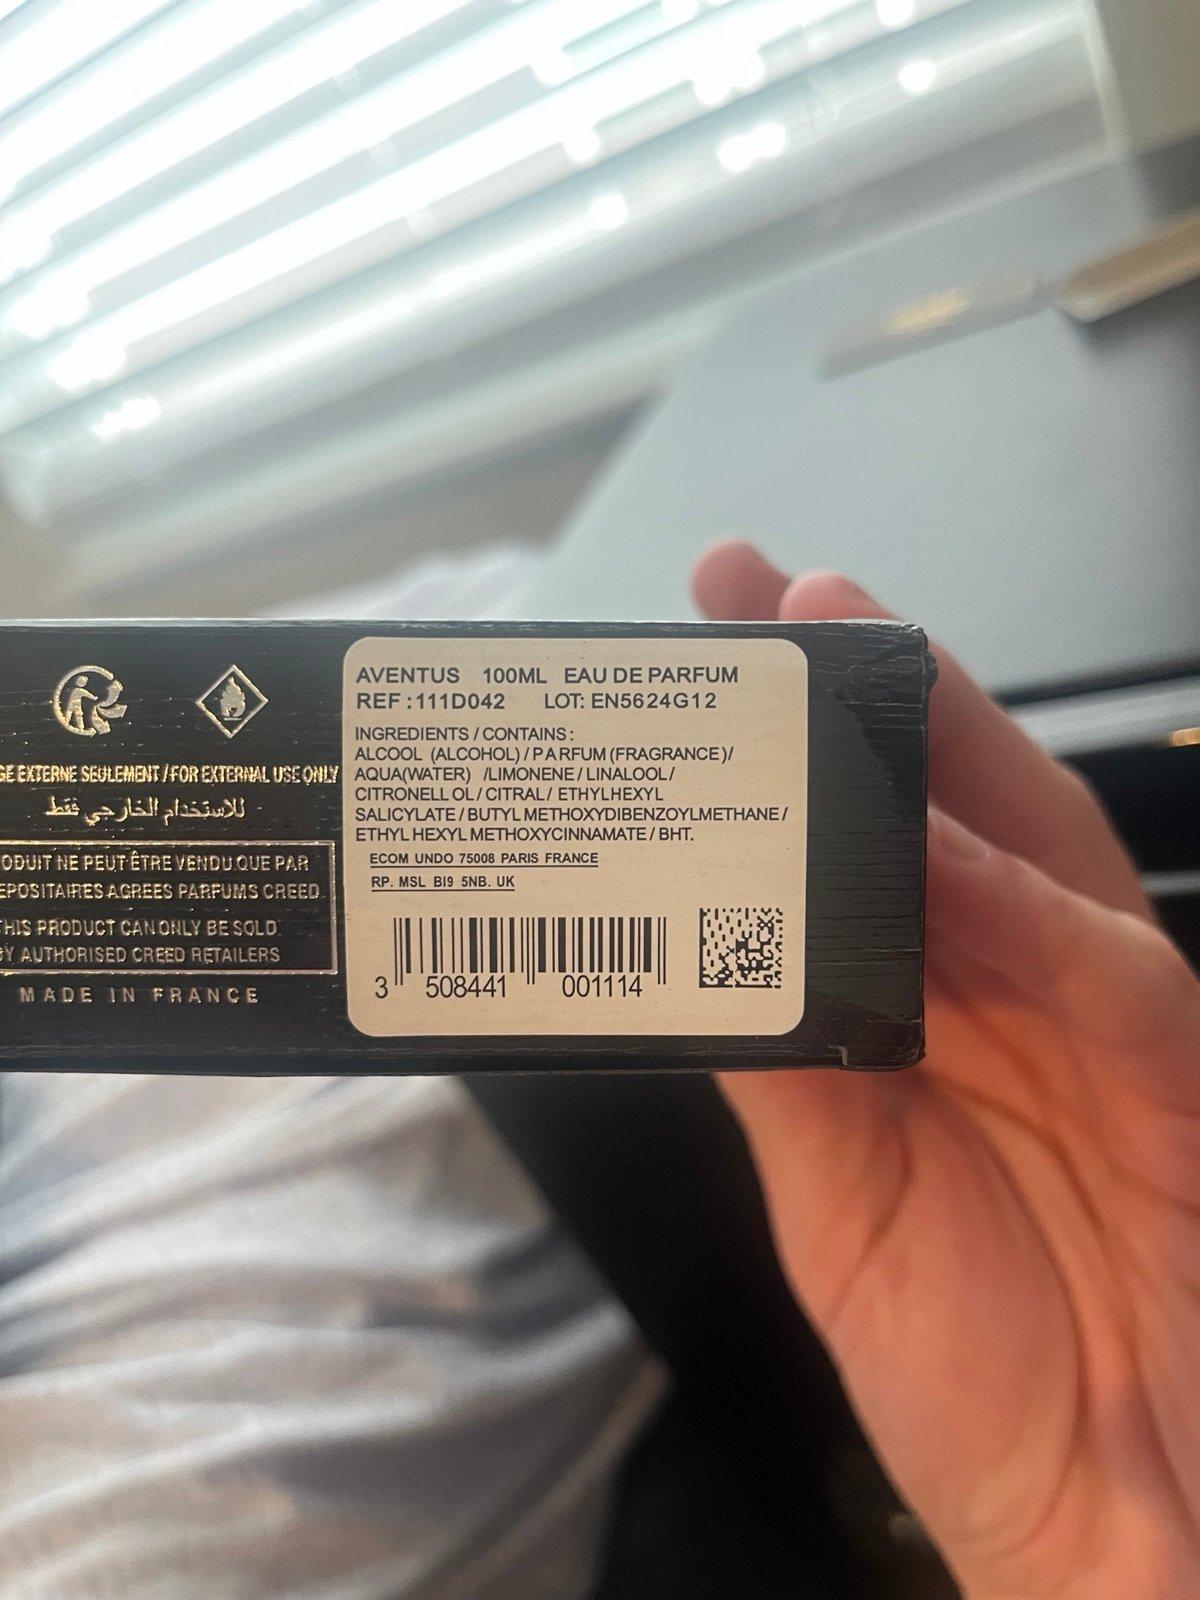 EXTERNE SEULEMENT / FOR EXTERNAL USE ONLY
للاستخدام الخارجي فقط
ODUIT NE PEUT ÊTRE VENDU QUE PAR
EPOSITAIRES AGREES PARFUMS CREED
HIS PRODUCT CAN ONLY BE SOLD
Y AUTHORISED CREED RETAILERS
MADE IN FRANCE
AVENTUS 100ML EAU DE PARFUM
REF :111D042 LOT: EN5624G12
INGREDIENTS / CONTAINS :
ALCOOL (ALCOHOL) / PARFUM (FRAGRANCE) /
AQUA(WATER) /LIMONENE / LINALOOL /
CITRONELL OL / CITRAL / ETHYLHEXYL
SALICYLATE / BUTYL METHOXYDIBENZOYLMETHANE /
ETHYL HEXYL METHOXYCINNAMATE / BHT.
ECOM UNDO 75008 PARIS FRANCE
RP. MSL BI9 5NB. UK
3 508441 001114